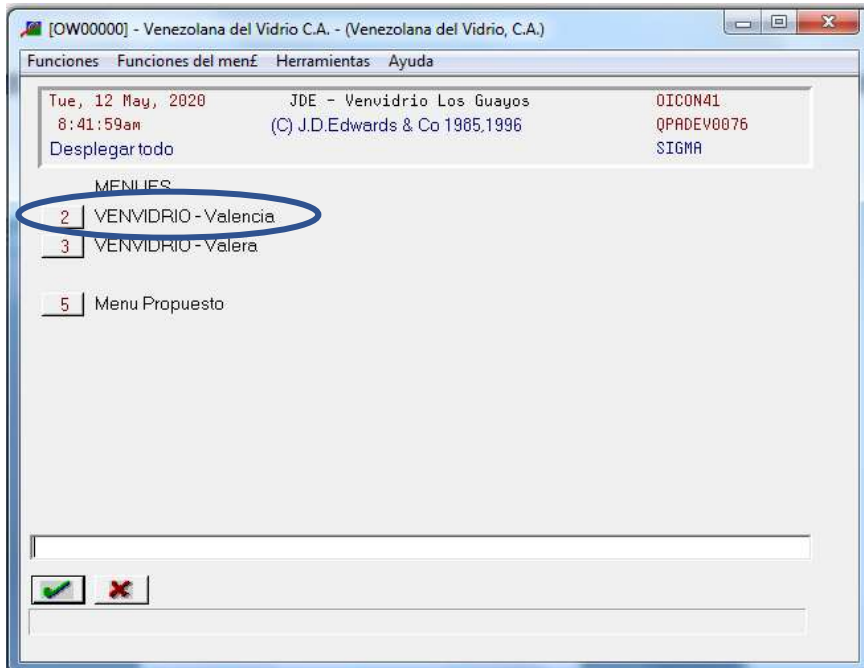 [OW00000] - Venezolana del Vidrio C.A. - (Venezolana del Vidrio, C.A.)
Funciones Funciones del men£ Herramientas Ayuda
Tue, 12 May, 2020 JDE - Venvidrio Los Guayos OICON41
8:41:59am (C) J.D.Edwards & Co 1985,1996 QPADEV0076
Desplegar todo SIGMA
MENUES
2 VENVIDRIO - Valencia
3 VENVIDRIO - Valera
5 Menu Propuesto